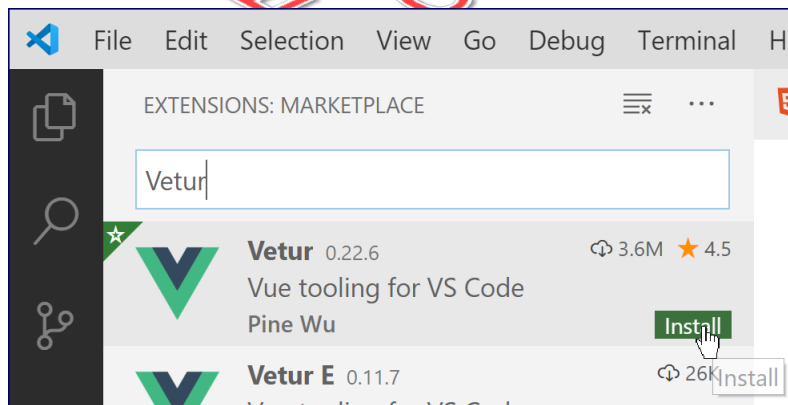 File Edit Selection View Go Debug Terminal H
EXTENSIONS: MARKETPLACE
Vetur
Vetur 0.22.6 3.6M 4.5
Vue tooling for VS Code
Pine Wu Install
Vetur E 0.11.7 26K
Install